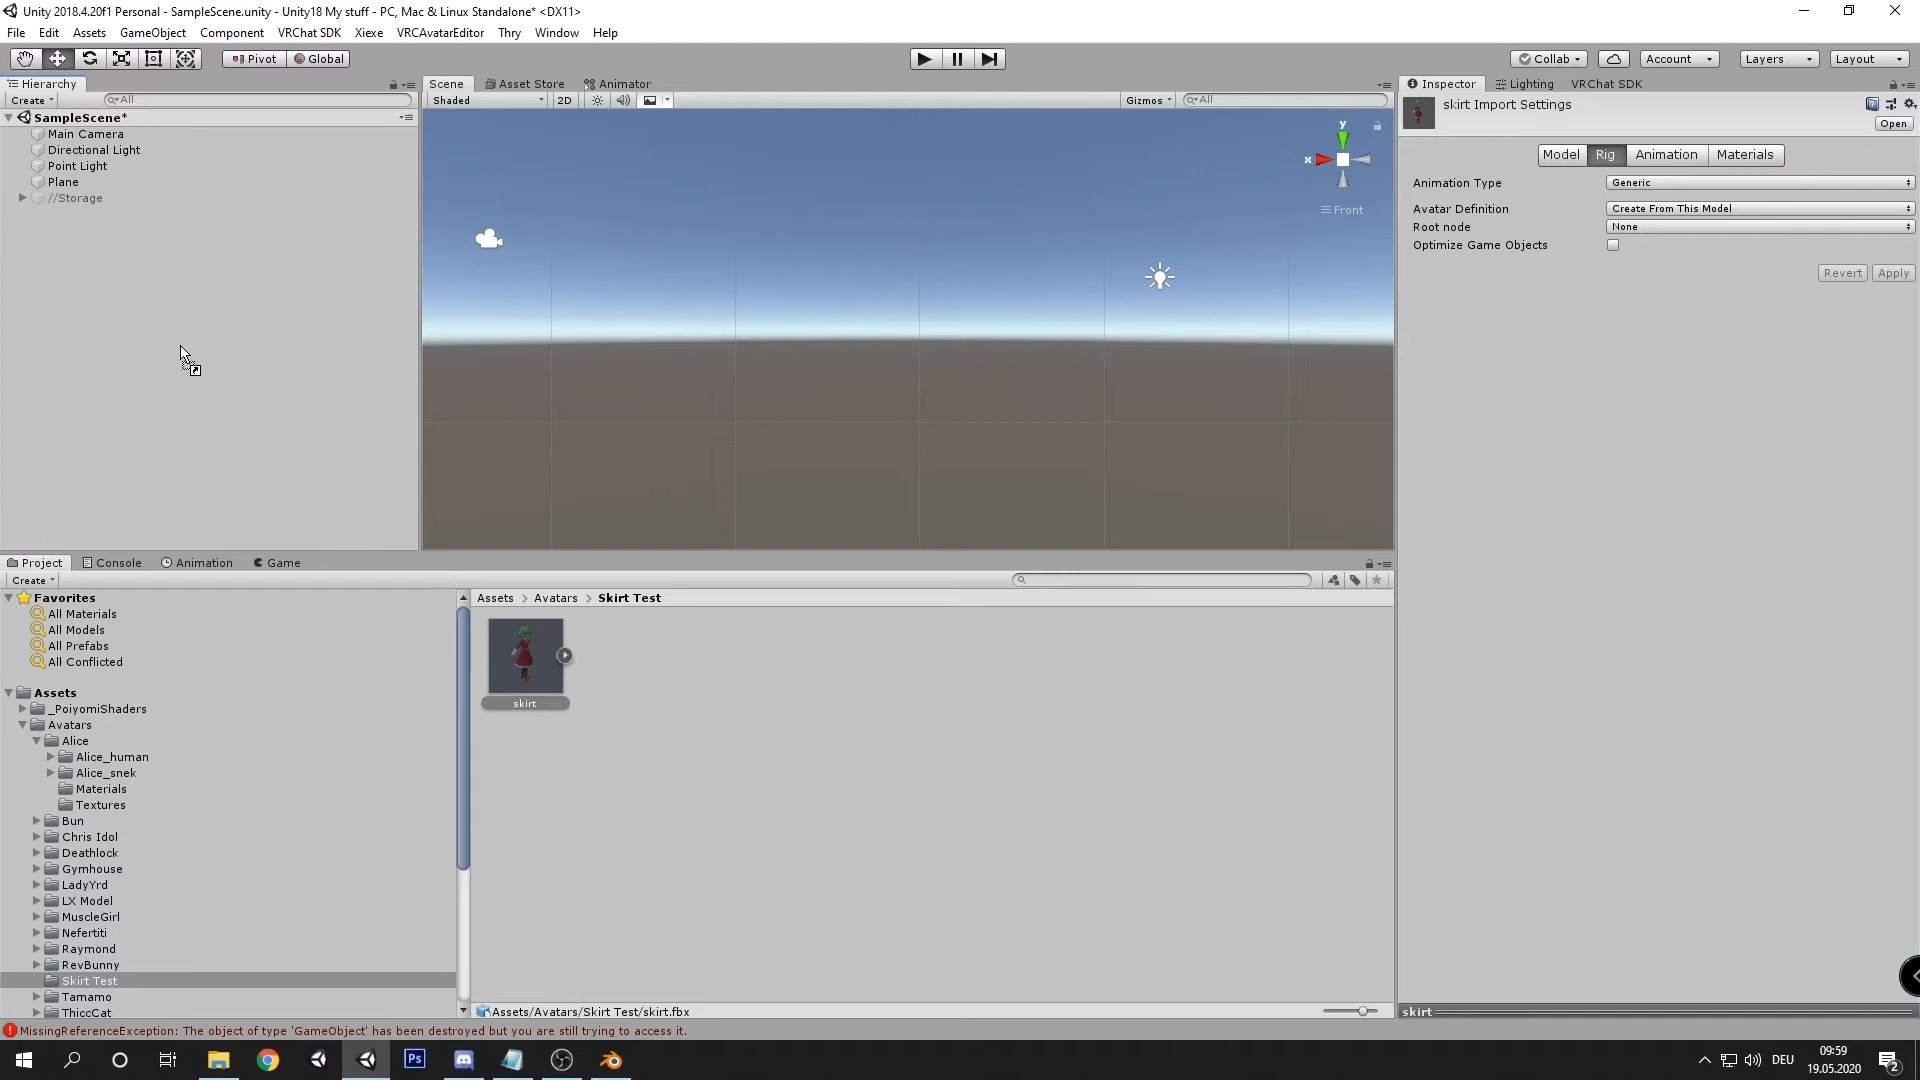 Unity 2018.4.20f1 Personal - SampleScene.unity - Unity18 My stuff - PC, Mac & Linux Standalone* <DX11>
File Edit Assets GameObject Component VRChat SDK Xiexe VRCAvatarEditor Thry Window Help
Pivot Global Collab Account Layers Layout
Hierarchy Scene Asset Store Animator Inspector Lighting VRChat SDK
Create All Shaded 2D Gizmos All
skirt Import Settings
Open
SampleScene*
Main Camera
Directional Light
Point Light
Plane
//Storage
y
x
Front
Model Rig Animation Materials
Animation Type Generic
Avatar Definition Create From This Model
Root node None
Optimize Game Objects
Revert Apply
Project Console Animation Game
Create
Favorites
All Materials
All Models
All Prefabs
All Conflicted
Assets
_PoiyomiShaders
Avatars
Alice
Alice_human
Alice_snek
Materials
Textures
Bun
Chris Idol
Deathlock
Gymhouse
LadyYrd
LX Model
MuscleGirl
Nefertiti
Raymond
RevBunny
Skirt Test
Tamamo
ThiccCat
Assets > Avatars > Skirt Test
skirt
Assets/Avatars/Skirt Test/skirt.fbx
skirt
MissingReferenceException: The object of type 'GameObject' has been destroyed but you are still trying to access it.
Ps
DEU
09:59
19.05.2020
2